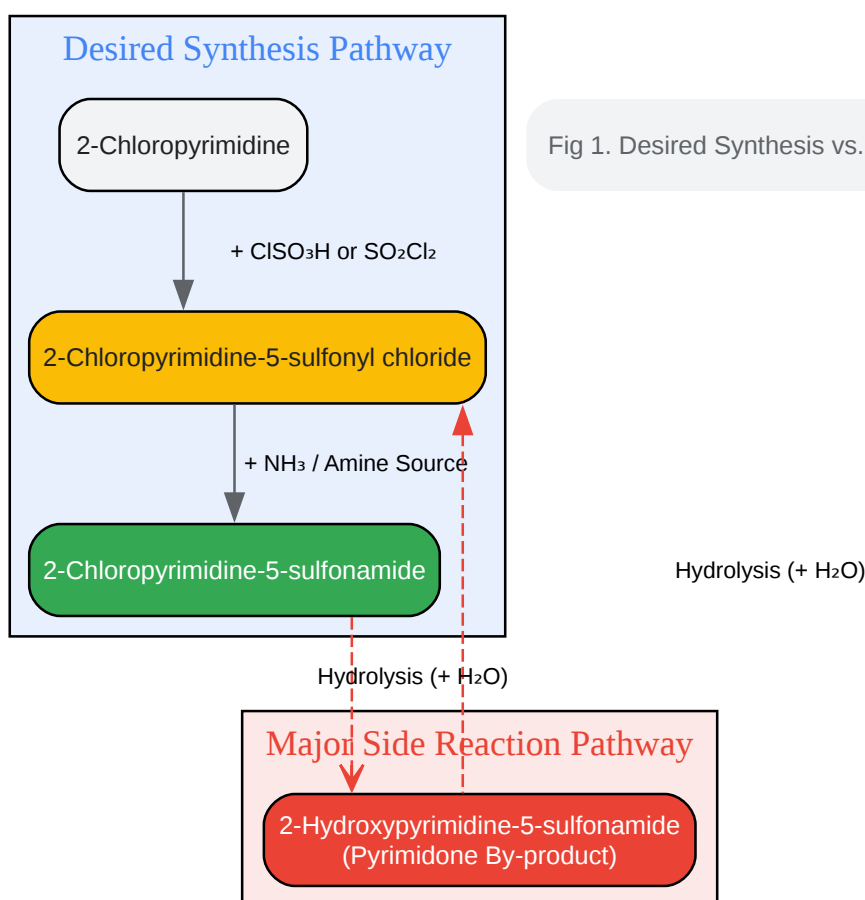 Desired Synthesis Pathway
2-Chloropyrimidine
Fig 1. Desired Synthesis vs.
+ ClSO₃H or SO₂Cl₂
2-Chloropyrimidine-5-sulfonyl chloride
+ NH₃ / Amine Source
2-Chloropyrimidine-5-sulfonamide
Hydrolysis (+ H₂O)
Hydrolysis (+ H₂O)
Major Side Reaction Pathway
2-Hydroxypyrimidine-5-sulfonamide
(Pyrimidone By-product)